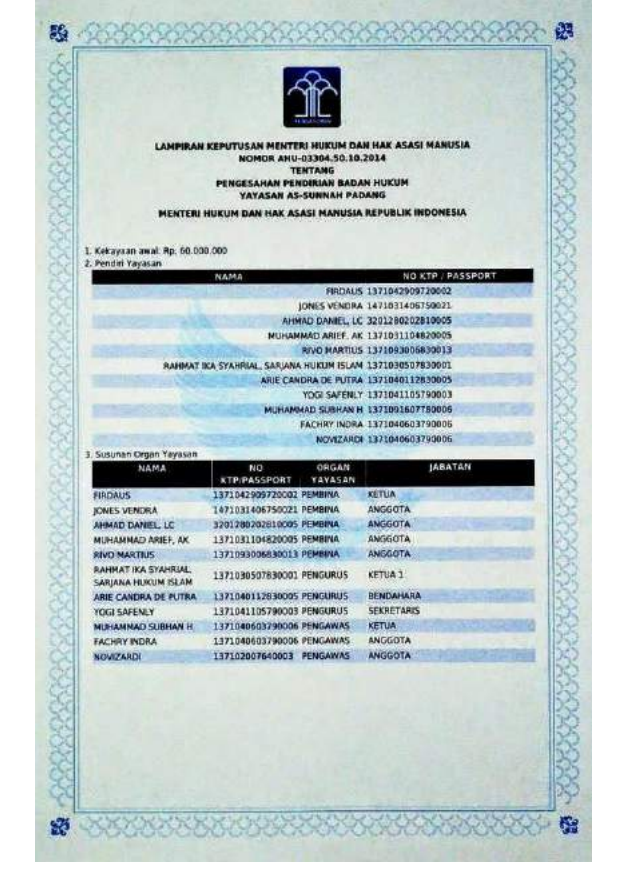 LAMPIRAN KEPUTUSAN MENTERI HUKUM DAN HAK ASASI MANUSIA
NOMOR AHU-03304.50.10.2014
TENTANG
PENGESAHAN PENDIRIAN BADAN HUKUM
YAYASAN AS-SUNNAH PADANG
MENTERI HUKUM DAN HAK ASASI MANUSIA REPUBLIK INDONESIA
1. Kekayaan awal: Rp. 60.000.000
2. Pendiri Yayasan
NAMA NO KTP / PASSPORT
FIRDAUS 1371042909720002
JONES VENDRA 1471031406750021
AHMAD DANIEL, LC 3201280202810005
MUHAMMAD ARIEF, AK 1371031104820005
RIVO MARTIUS 1371093006830013
RAHMAT IKA SYAHRIAL, SARJANA HUKUM ISLAM 1371030507830001
ARIE CANDRA DE PUTRA 1371040112830005
YOGI SAFENLY 1371041105790003
MUHAMMAD SUBHAN H 1371091607780006
FACHRY INDRA 1371040603790006
NOVIZARDI 1371040603790006
3. Susunan Organ Yayasan
NAMA NO KTP/PASSPORT ORGAN YAYASAN JABATAN
FIRDAUS 1371042909720002 PEMBINA KETUA
JONES VENDRA 1471031406750021 PEMBINA ANGGOTA
AHMAD DANIEL, LC 3201280202810005 PEMBINA ANGGOTA
MUHAMMAD ARIEF, AK 1371031104820005 PEMBINA ANGGOTA
RIVO MARTIUS 1371093006830013 PEMBINA ANGGOTA
RAHMAT IKA SYAHRIAL,
SARJANA HUKUM ISLAM 1371030507830001 PENGURUS KETUA 1
ARIE CANDRA DE PUTRA 1371040112830005 PENGURUS BENDAHARA
YOGI SAFENLY 1371041105790003 PENGURUS SEKRETARIS
MUHAMMAD SUBHAN H 1371040603790006 PENGAWAS KETUA
FACHRY INDRA 1371040603790006 PENGAWAS ANGGOTA
NOVIZARDI 137102007640003 PENGAWAS ANGGOTA